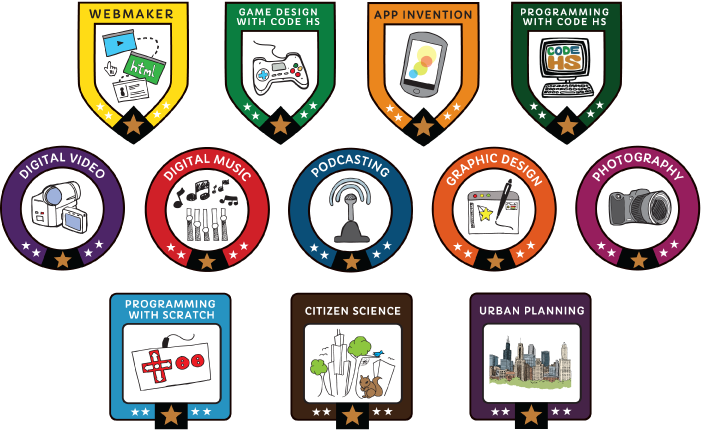 WEBMAKER
GAME DESIGN
WITH CODE HS
APP INVENTION
PROGRAMMING
WITH CODE HS
html
CODE
HS
DIGITAL VIDEO
DIGITAL MUSIC
PODCASTING
GRAPHIC DESIGN
PHOTOGRAPHY
PROGRAMMING
WITH SCRATCH
CITIZEN SCIENCE
URBAN PLANNING